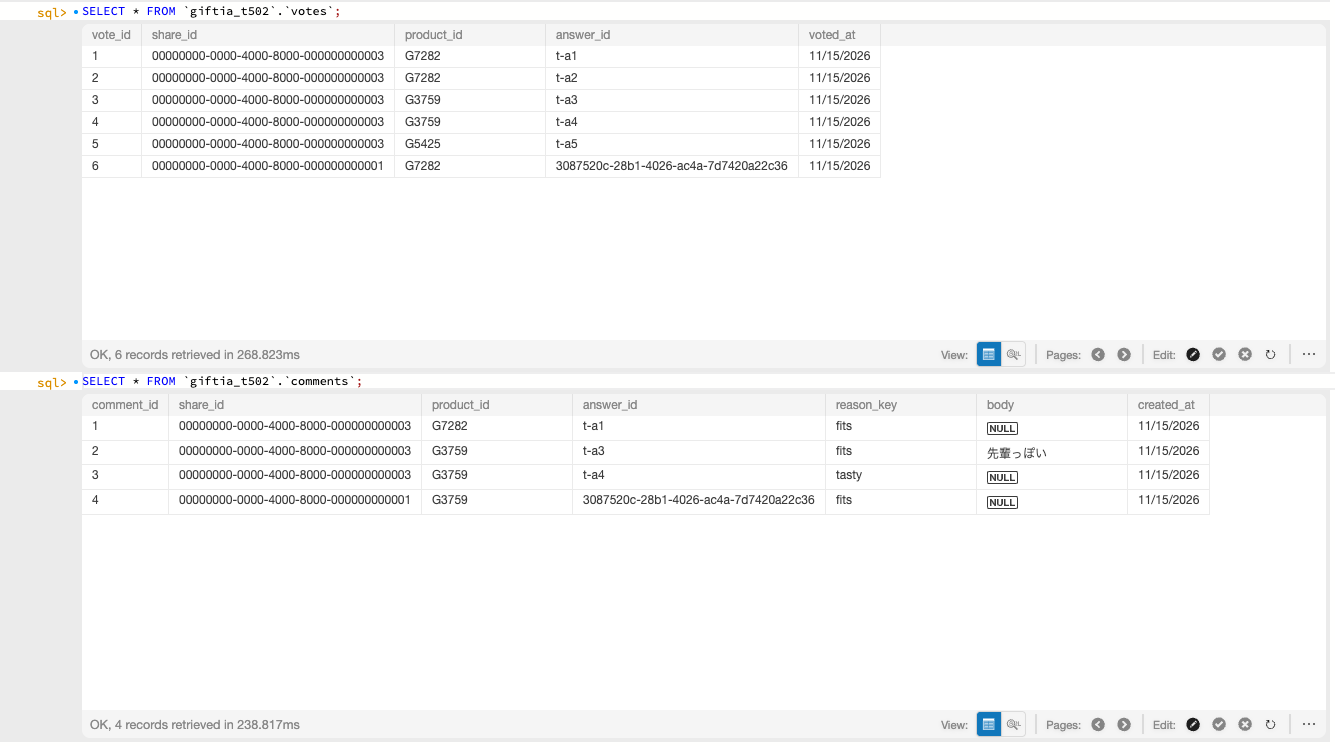 sql> SELECT * FROM `giftia_t502`.`votes`;
vote_id share_id product_id answer_id voted_at
1 00000000-0000-4000-8000-000000000003 G7282 t-a1 11/15/2026
2 00000000-0000-4000-8000-000000000003 G7282 t-a2 11/15/2026
3 00000000-0000-4000-8000-000000000003 G3759 t-a3 11/15/2026
4 00000000-0000-4000-8000-000000000003 G3759 t-a4 11/15/2026
5 00000000-0000-4000-8000-000000000003 G5425 t-a5 11/15/2026
6 00000000-0000-4000-8000-000000000001 G7282 3087520c-28b1-4026-ac4a-7d7420a22c36 11/15/2026
OK, 6 records retrieved in 268.823ms View: Pages: Edit: ...
sql> SELECT * FROM `giftia_t502`.`comments`;
comment_id share_id product_id answer_id reason_key body created_at
1 00000000-0000-4000-8000-000000000003 G7282 t-a1 fits NULL 11/15/2026
2 00000000-0000-4000-8000-000000000003 G3759 t-a3 fits 先輩っぽい 11/15/2026
3 00000000-0000-4000-8000-000000000003 G3759 t-a4 tasty NULL 11/15/2026
4 00000000-0000-4000-8000-000000000001 G3759 3087520c-28b1-4026-ac4a-7d7420a22c36 fits NULL 11/15/2026
OK, 4 records retrieved in 238.817ms View: Pages: Edit: ...